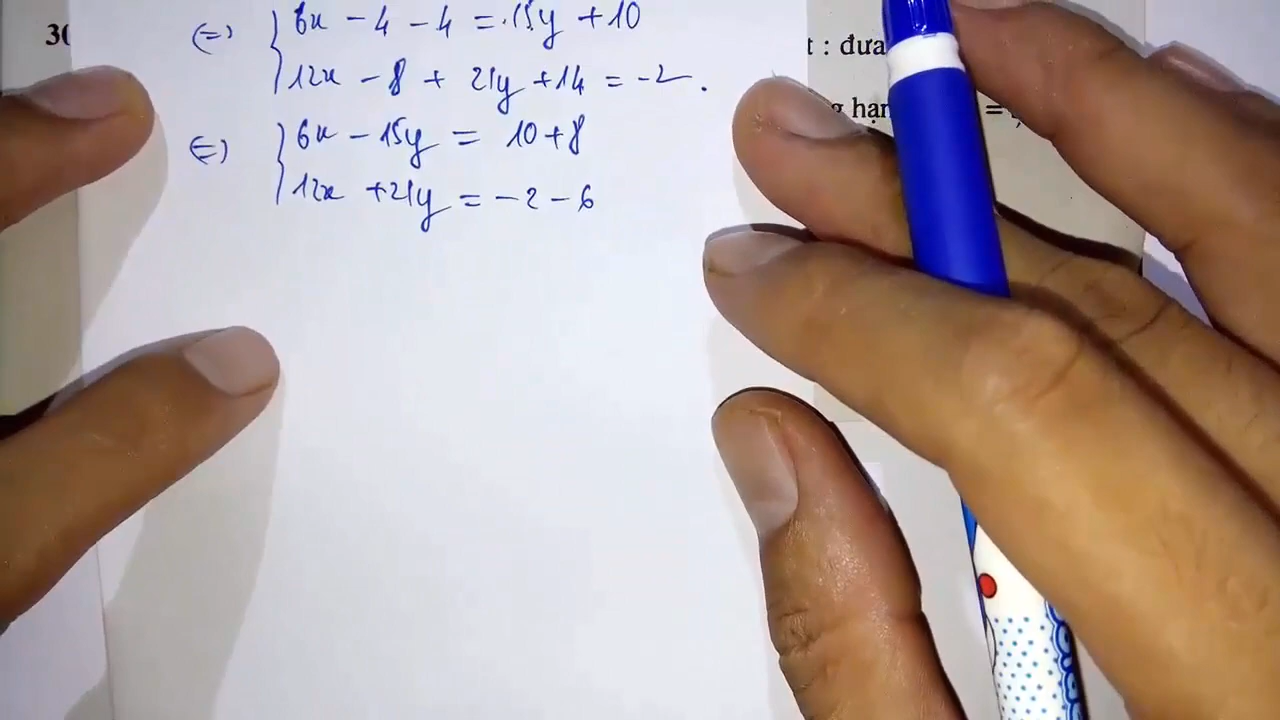 30
(=) { 6x - 4 - 4 = 15y + 10
12x - 8 + 21y + 14 = -2.
(=) { 6x - 15y = 10 + 8
12x + 21y = -2 - 6
: đưa
hạn =